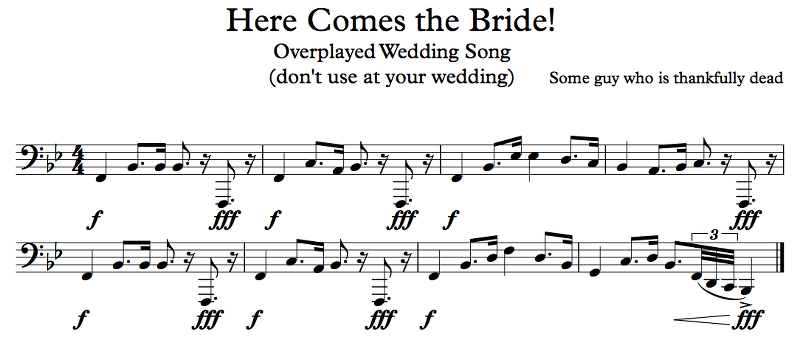 Here Comes the Bride!
Overplayed Wedding Song
(don't use at your wedding)
Some guy who is thankfully dead
4
4
f fff f fff f fff
3
f fff f fff f fff